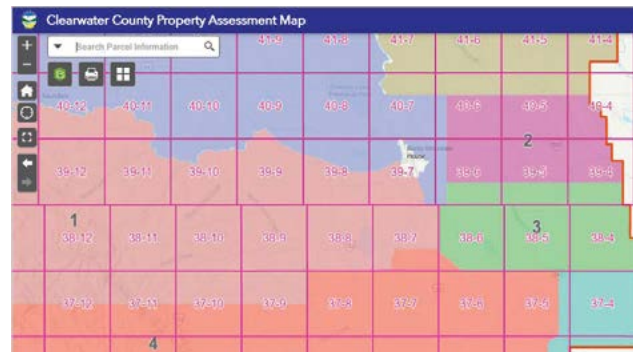 Clearwater County Property Assessment Map
Search Parcel Information
41-9 41-8 41-7 41-6 41-5 41-4
40-12 40-11 40-10 40-9 40-8 40-7 40-6 40-5 40-4
2
House
39-12 39-11 39-10 39-9 39-8 39-7 39-6 39-5 39-4
1 3
38-12 38-11 38-10 38-9 38-8 38-7 38-6 38-5 38-4
37-12 37-11 37-10 37-9 37-8 37-7 37-6 37-5 37-4
4